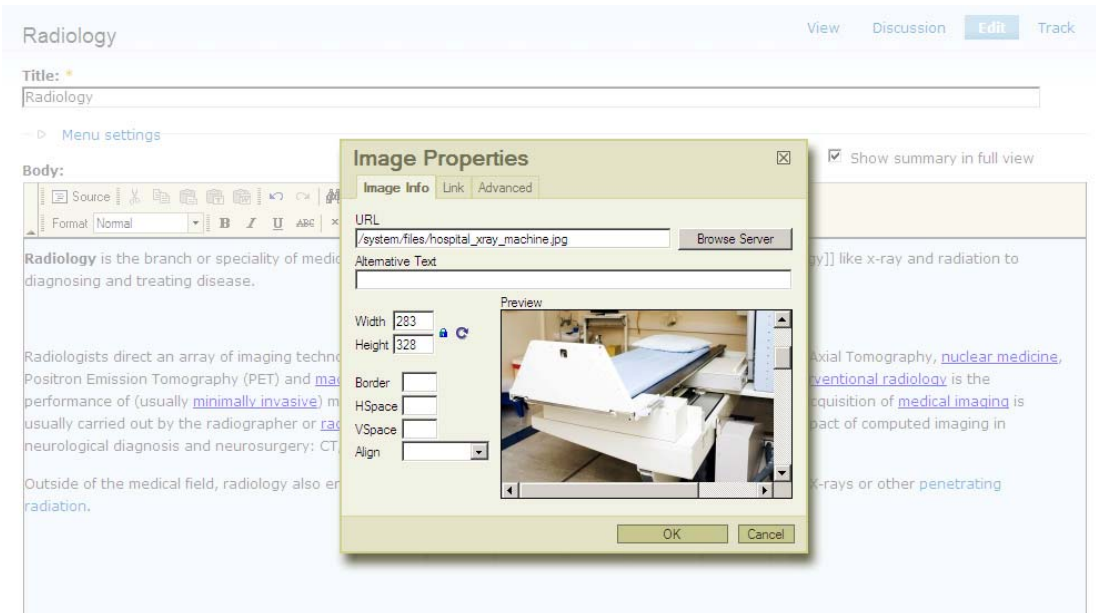 Radiology
View Discussion Edit Track
Title: *
Radiology
Menu settings
Body:
Show summary in full view
Source
Format Normal B I U ABC
Image Properties
Image Info Link Advanced
URL
/system/files/hospital_xray_machine.jpg Browse Server
Alternative Text
Width 283
Height 328
Border
HSpace
VSpace
Align
Preview
OK Cancel
Radiology is the branch or speciality of medic gy]] like x-ray and radiation to
diagnosing and treating disease.
Radiologists direct an array of imaging techno Axial Tomography, nuclear medicine,
Positron Emission Tomography (PET) and mag rventional radiology is the
performance of (usually minimally invasive) m cquisition of medical imaging is
usually carried out by the radiographer or rad pact of computed imaging in
neurological diagnosis and neurosurgery: CT,
Outside of the medical field, radiology also en X-rays or other penetrating
radiation.